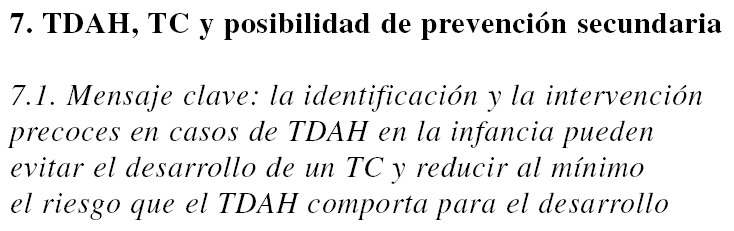 7. TDAH, TC y posibilidad de prevención secundaria
7.1. Mensaje clave: la identificación y la intervención
precoces en casos de TDAH en la infancia pueden
evitar el desarrollo de un TC y reducir al mínimo
el riesgo que el TDAH comporta para el desarrollo